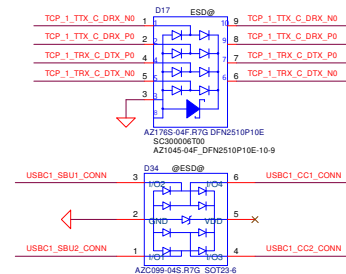 D17 ESD@
TCP_1_TTX_C_DRX_N0 1 10 9 TCP_1_TTX_C_DRX_N0
TCP_1_TTX_C_DRX_P0 2 9 8 TCP_1_TTX_C_DRX_P0
TCP_1_TRX_C_DTX_P0 4 7 7 TCP_1_TRX_C_DTX_P0
TCP_1_TRX_C_DTX_N0 5 6 6 TCP_1_TRX_C_DTX_N0
3
8
AZ176S-04F.R7G DFN2510P10E
SC300006T00
AZ1045-04F_DFN2510P10E-10-9
D34 @ESD@
USBC1_SBU1_CONN 3 I/O2 I/O4 6 USBC1_CC1_CONN
2 GND VDD 5
USBC1_SBU2_CONN 1 I/O1 I/O3 4 USBC1_CC2_CONN
AZC099-04S.R7G SOT23-6